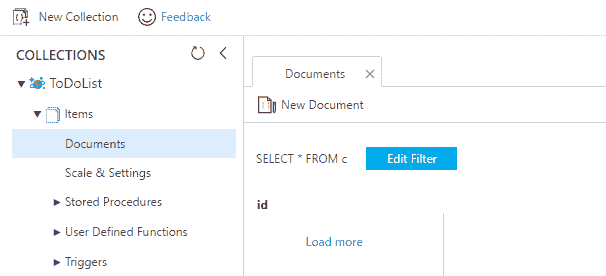 New Collection
Feedback
COLLECTIONS
ToDoList
Items
Documents
Scale & Settings
Stored Procedures
User Defined Functions
Triggers
Documents
New Document
SELECT * FROM c
Edit Filter
id
Load more